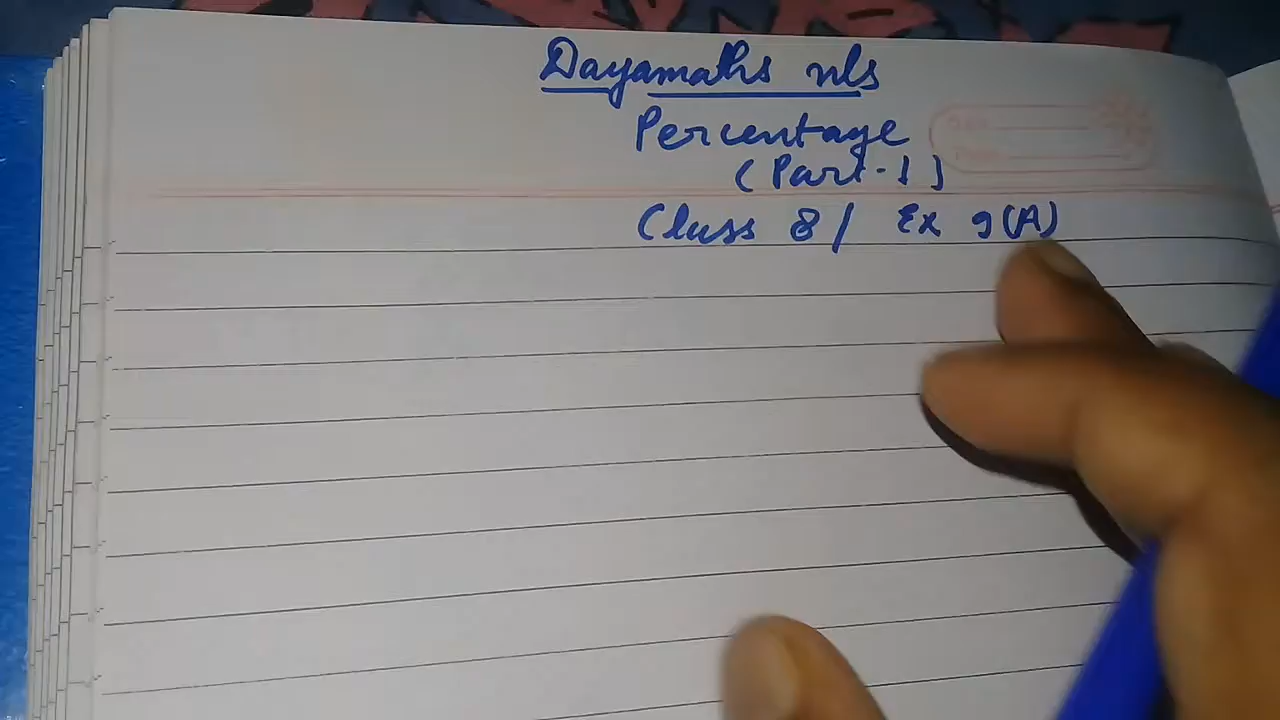 Dayamaths nls
Percentage
(Part-1)
Class 8/ Ex 9(A)